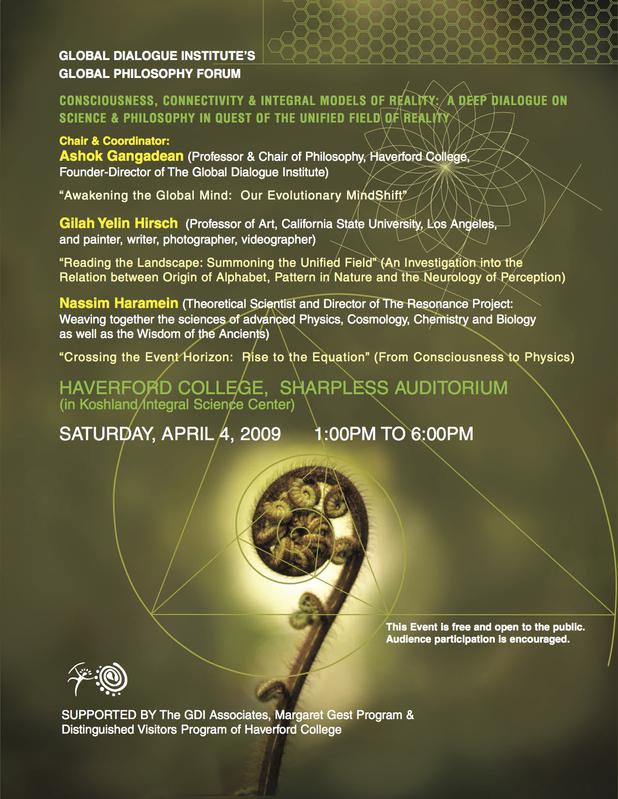 GLOBAL DIALOGUE INSTITUTE'S
GLOBAL PHILOSOPHY FORUM
CONSCIOUSNESS, CONNECTIVITY & INTEGRAL MODELS OF REALITY:  A DEEP DIALOGUE ON
SCIENCE & PHILOSOPHY IN QUEST OF THE UNIFIED FIELD OF REALITY
Chair & Coordinator:
Ashok Gangadean (Professor & Chair of Philosophy, Haverford College,
Founder-Director of The Global Dialogue Institute)
“Awakening the Global Mind:  Our Evolutionary MindShift”
Gilah Yelin Hirsch  (Professor of Art, California State University, Los Angeles,
and painter, writer, photographer, videographer)
“Reading the Landscape: Summoning the Unified Field” (An Investigation into the
Relation between Origin of Alphabet, Pattern in Nature and the Neurology of Perception)
Nassim Haramein (Theoretical Scientist and Director of The Resonance Project:
Weaving together the sciences of advanced Physics, Cosmology, Chemistry and Biology
as well as the Wisdom of the Ancients)
“Crossing the Event Horizon:  Rise to the Equation” (From Consciousness to Physics)
HAVERFORD COLLEGE,  SHARPLESS AUDITORIUM
(in Koshland Integral Science Center)
SATURDAY, APRIL 4, 2009     1:00PM TO 6:00PM
This Event is free and open to the public.
Audience participation is encouraged.
SUPPORTED BY The GDI Associates, Margaret Gest Program &
Distinguished Visitors Program of Haverford College